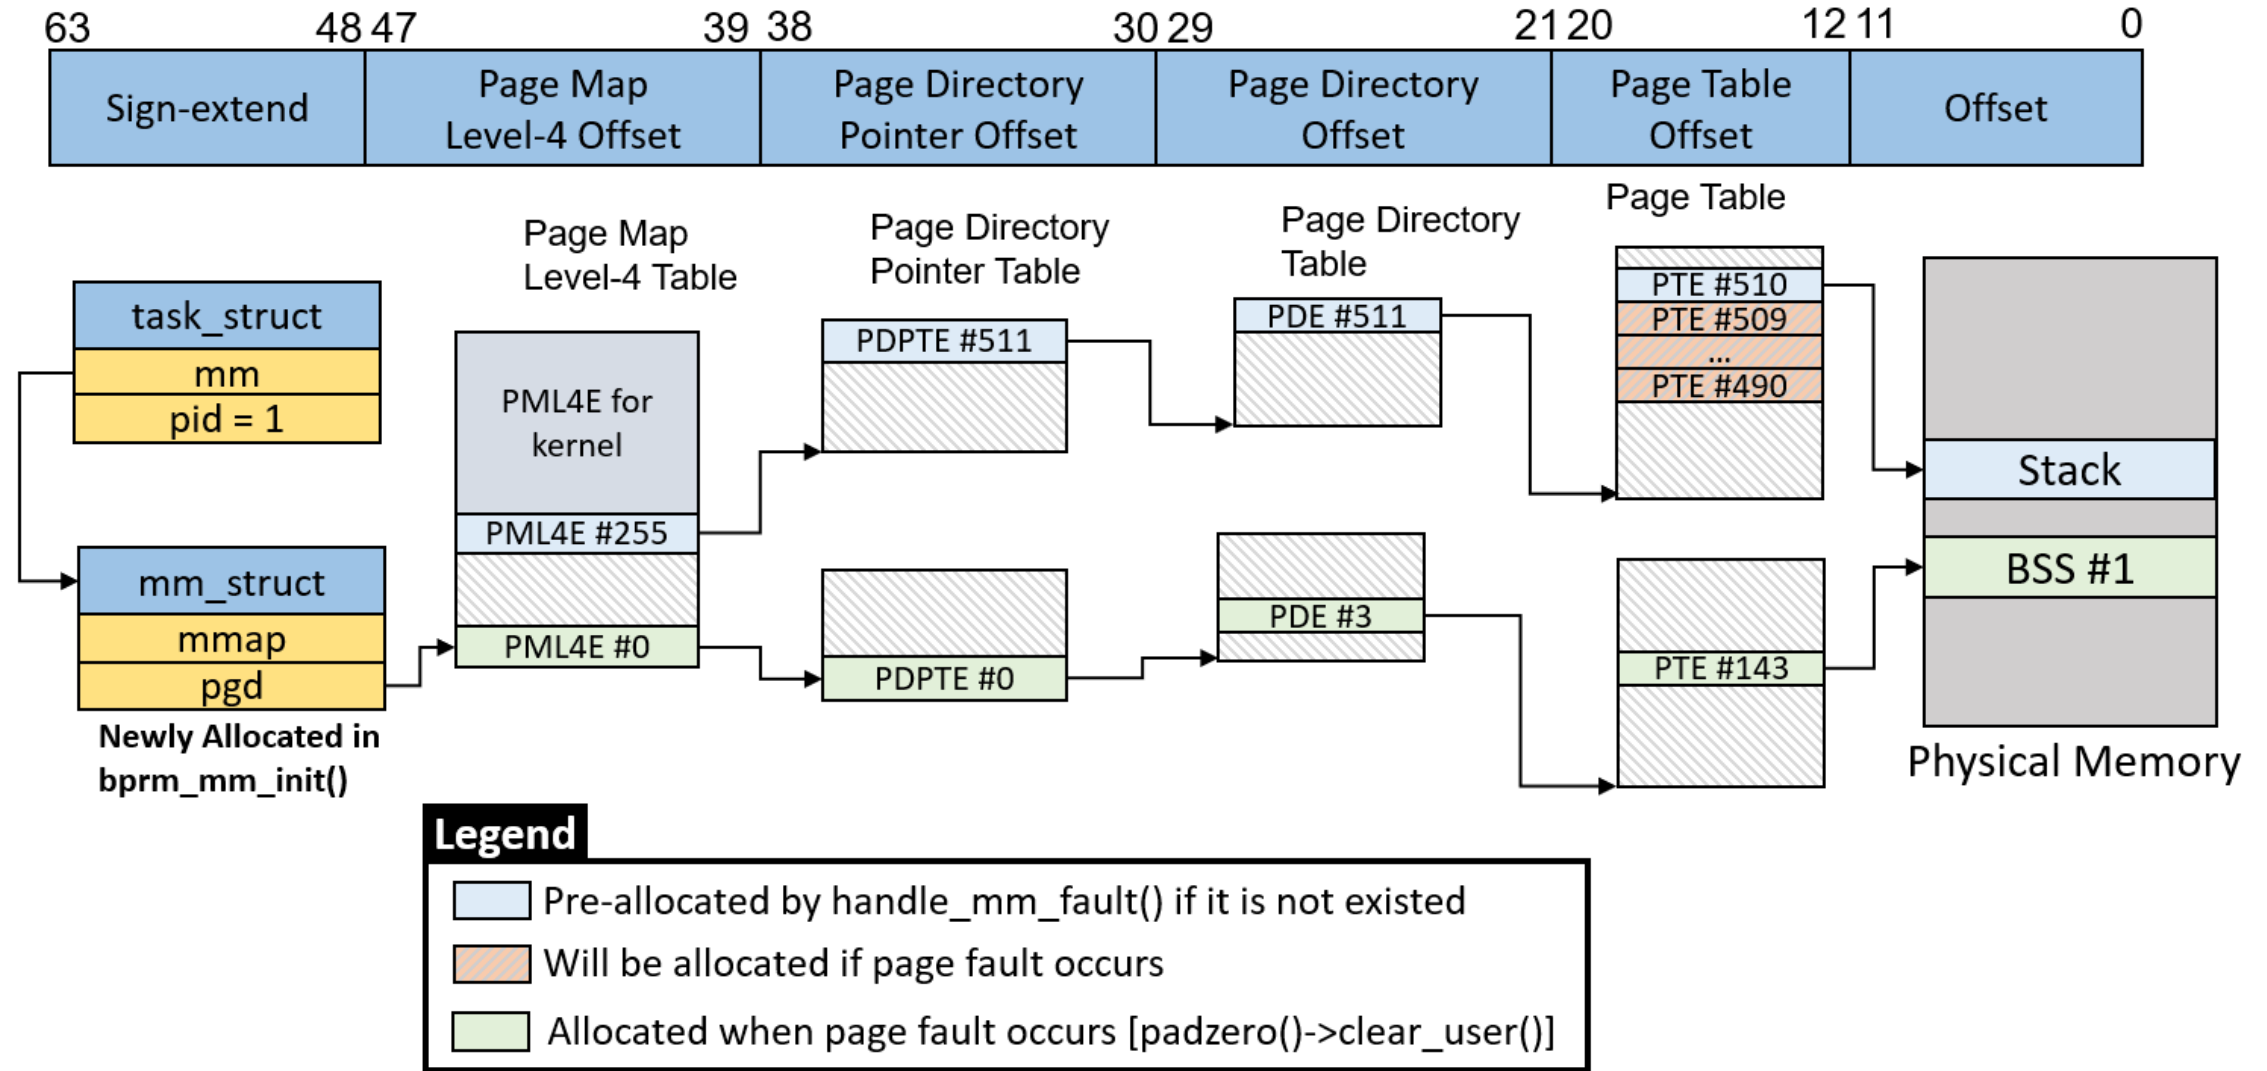 63 48 47 39 38 30 29 21 20 12 11 0
Sign-extend
Page Map
Level-4 Offset
Page Directory
Pointer Offset
Page Directory
Offset
Page Table
Offset
Offset
Page Map
Level-4 Table
Page Directory
Pointer Table
Page Directory
Table
Page Table
task_struct
mm
pid = 1
mm_struct
mmap
pgd
Newly Allocated in
bprm_mm_init()
PML4E for
kernel
PML4E #255
PML4E #0
PDPTE #511
PDPTE #0
PDE #511
PDE #3
PTE #510
PTE #509
...
PTE #490
PTE #143
Stack
BSS #1
Physical Memory
Legend
Pre-allocated by handle_mm_fault() if it is not existed
Will be allocated if page fault occurs
Allocated when page fault occurs [padzero()->clear_user()]